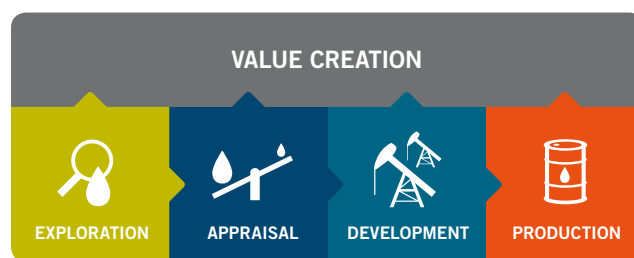 VALUE CREATION
EXPLORATION
APPRAISAL
DEVELOPMENT
PRODUCTION